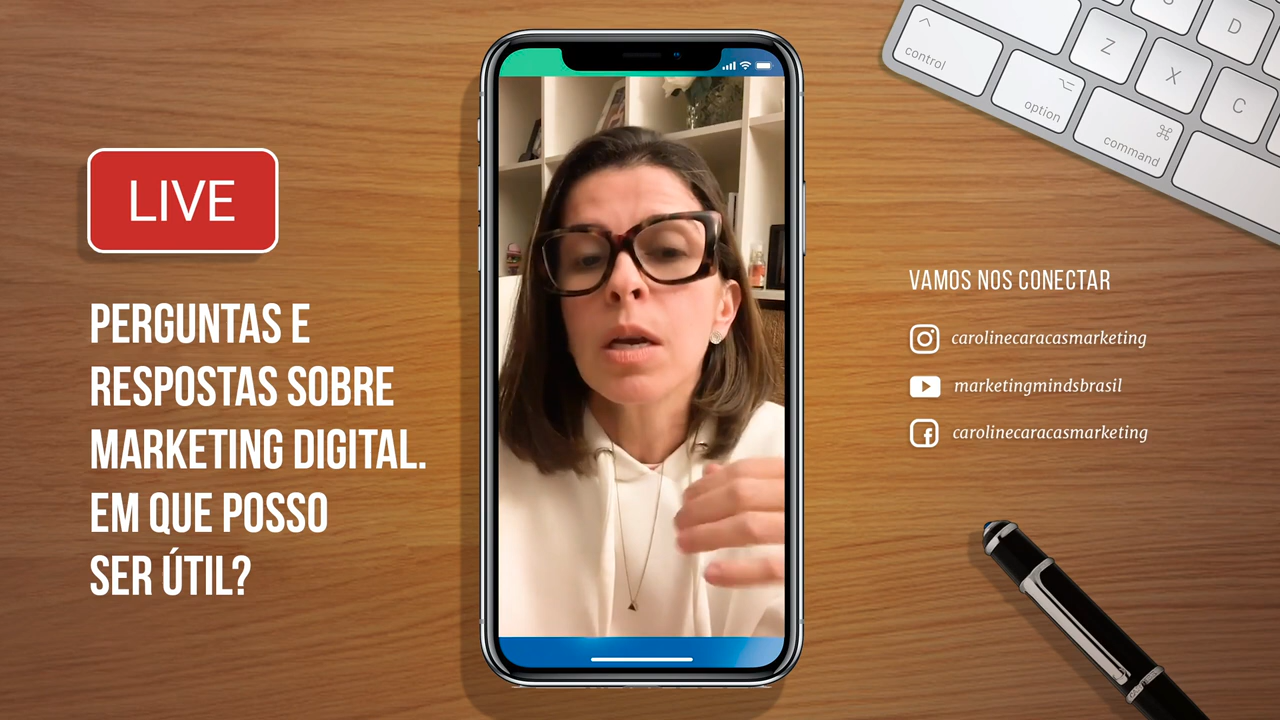 LIVE
PERGUNTAS E
RESPOSTAS SOBRE
MARKETING DIGITAL.
EM QUE POSSO
SER ÚTIL?
VAMOS NOS CONECTAR
carolinecaracasmarketing
marketingmindsbrasil
carolinecaracasmarketing
S
D
Z
X
C
control
option
command